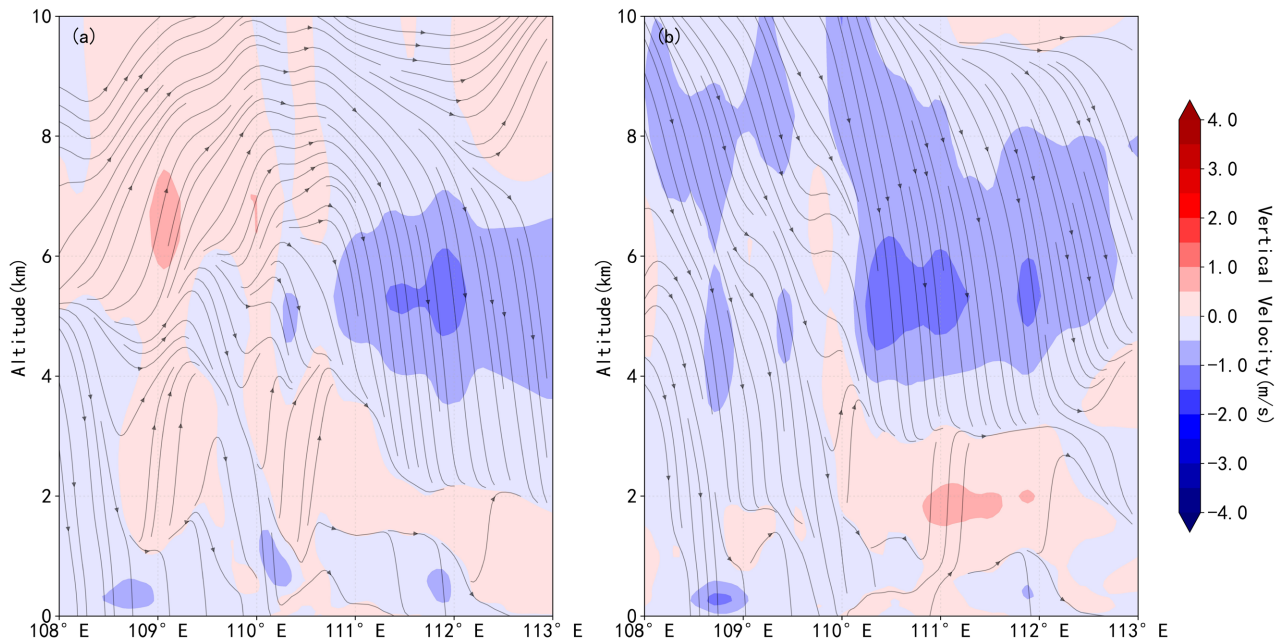 (a)
10
8
6
4
2
0
Altitude(km)
108° E
109° E
110° E
111° E
112° E
113° E
(b)
10
8
6
4
2
0
Altitude(km)
108° E
109° E
110° E
111° E
112° E
113° E
4.0
3.0
2.0
1.0
0.0
−1.0
−2.0
−3.0
−4.0
Vertical Velocity(m/s)